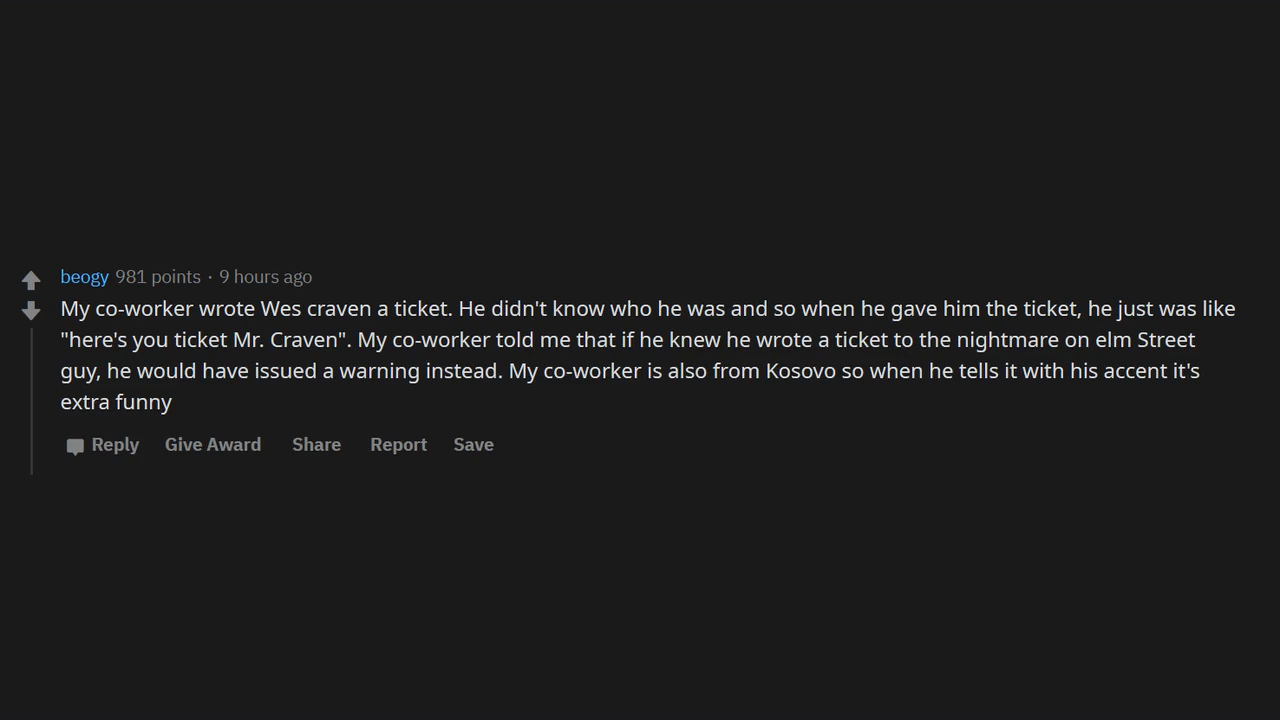 beogy 981 points · 9 hours ago
My co-worker wrote Wes craven a ticket. He didn't know who he was and so when he gave him the ticket, he just was like
"here's you ticket Mr. Craven". My co-worker told me that if he knew he wrote a ticket to the nightmare on elm Street
guy, he would have issued a warning instead. My co-worker is also from Kosovo so when he tells it with his accent it's
extra funny
Reply Give Award Share Report Save